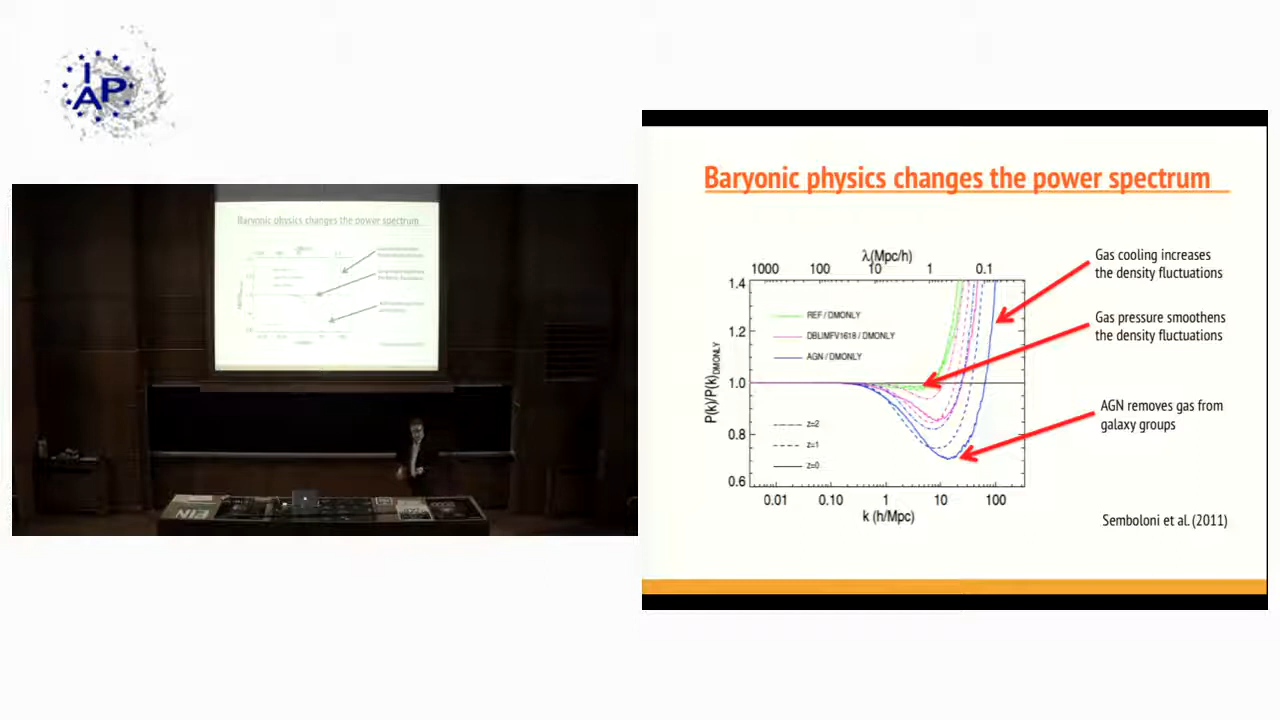 I
A P
Baryonic physics changes the power spectrum
Baryonic physics changes the power spectrum
λ(Mpc/h)
1000 100 10 1 0.1
1.4
1.2
1.0
0.8
0.6
P(k)/P(k)DMONLY
REF / DMONLY
DBLIMFV1618 / DMONLY
AGN / DMONLY
z=2
z=1
z=0
0.01 0.10 1 10 100
k (h/Mpc)
Gas cooling increases
the density fluctuations
Gas pressure smoothens
the density fluctuations
AGN removes gas from
galaxy groups
Semboloni et al. (2011)